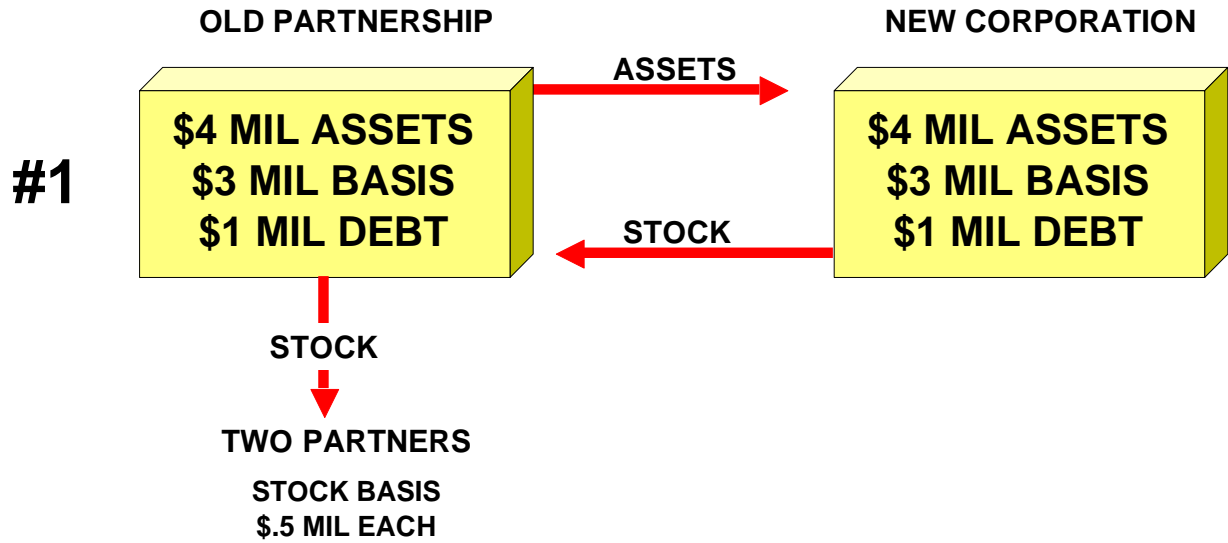 OLD PARTNERSHIP
NEW CORPORATION
ASSETS
#1
$4 MIL ASSETS
$3 MIL BASIS
$1 MIL DEBT
$4 MIL ASSETS
$3 MIL BASIS
$1 MIL DEBT
STOCK
STOCK
TWO PARTNERS
STOCK BASIS
$.5 MIL EACH